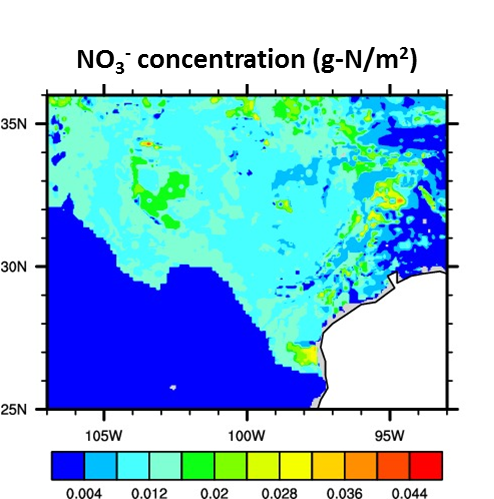 NO₃⁻ concentration (g-N/m²)
35N
30N
25N
105W 100W 95W
0.004 0.012 0.02 0.028 0.036 0.044